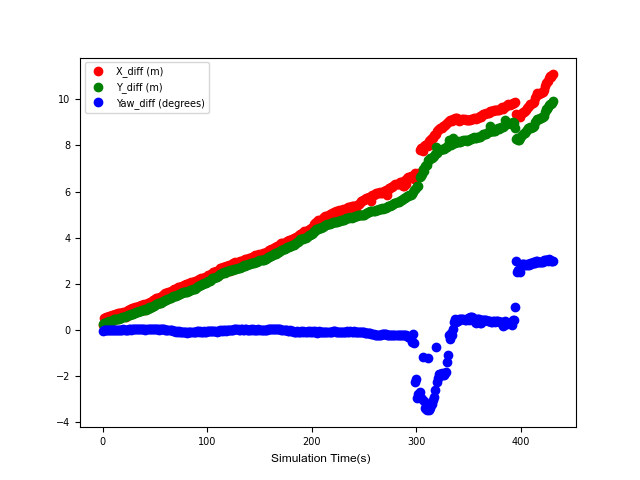 X_diff (m)
Y_diff (m)
Yaw_diff (degrees)
10
8
6
4
2
0
−2
−4
0 100 200 300 400
Simulation Time(s)